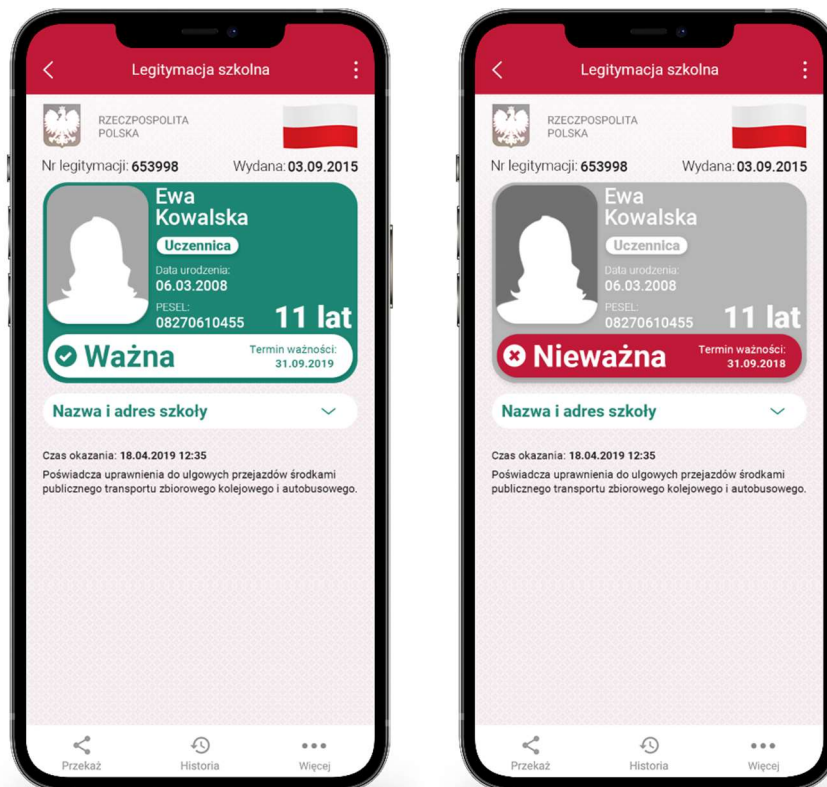 Legitymacja szkolna
RZECZPOSPOLITA
POLSKA
Nr legitymacji: 653998 Wydana: 03.09.2015
Ewa
Kowalska
Uczennica
Data urodzenia:
06.03.2008
PESEL:
08270610455
11 lat
Ważna
Termin ważności:
31.09.2019
Nazwa i adres szkoły
Czas okazania: 18.04.2019 12:35
Poświadcza uprawnienia do ulgowych przejazdów środkami
publicznego transportu zbiorowego kolejowego i autobusowego.
Przekaż Historia Więcej
Legitymacja szkolna
RZECZPOSPOLITA
POLSKA
Nr legitymacji: 653998 Wydana: 03.09.2015
Ewa
Kowalska
Uczennica
Data urodzenia:
06.03.2008
PESEL:
08270610455
11 lat
Nieważna
Termin ważności:
31.09.2018
Nazwa i adres szkoły
Czas okazania: 18.04.2019 12:35
Poświadcza uprawnienia do ulgowych przejazdów środkami
publicznego transportu zbiorowego kolejowego i autobusowego.
Przekaż Historia Więcej